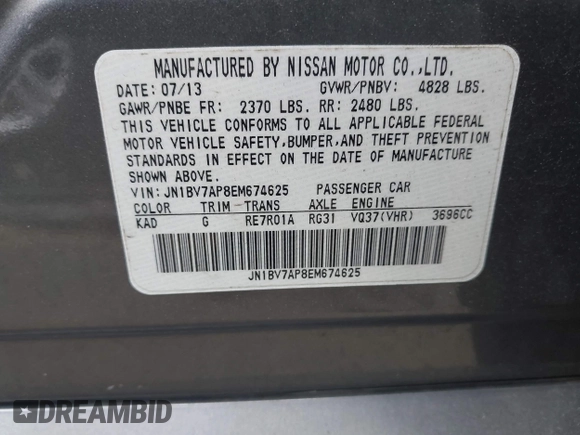 MANUFACTURED BY NISSAN MOTOR CO.,LTD.
DATE: 07/13 GVWR/PNBV: 4828 LBS.
GAWR/PNBE FR: 2370 LBS. RR: 2480 LBS.
THIS VEHICLE CONFORMS TO ALL APPLICABLE FEDERAL
MOTOR VEHICLE SAFETY,BUMPER,AND THEFT PREVENTION
STANDARDS IN EFFECT ON THE DATE OF MANUFACTURE
SHOWN ABOVE.
VIN: JN1BV7AP8EM674625 PASSENGER CAR
COLOR TRIM-TRANS AXLE ENGINE
KAD G RE7R01A RG31 VQ37(VHR) 3696CC
JN1BV7AP8EM674625
DREAMBID